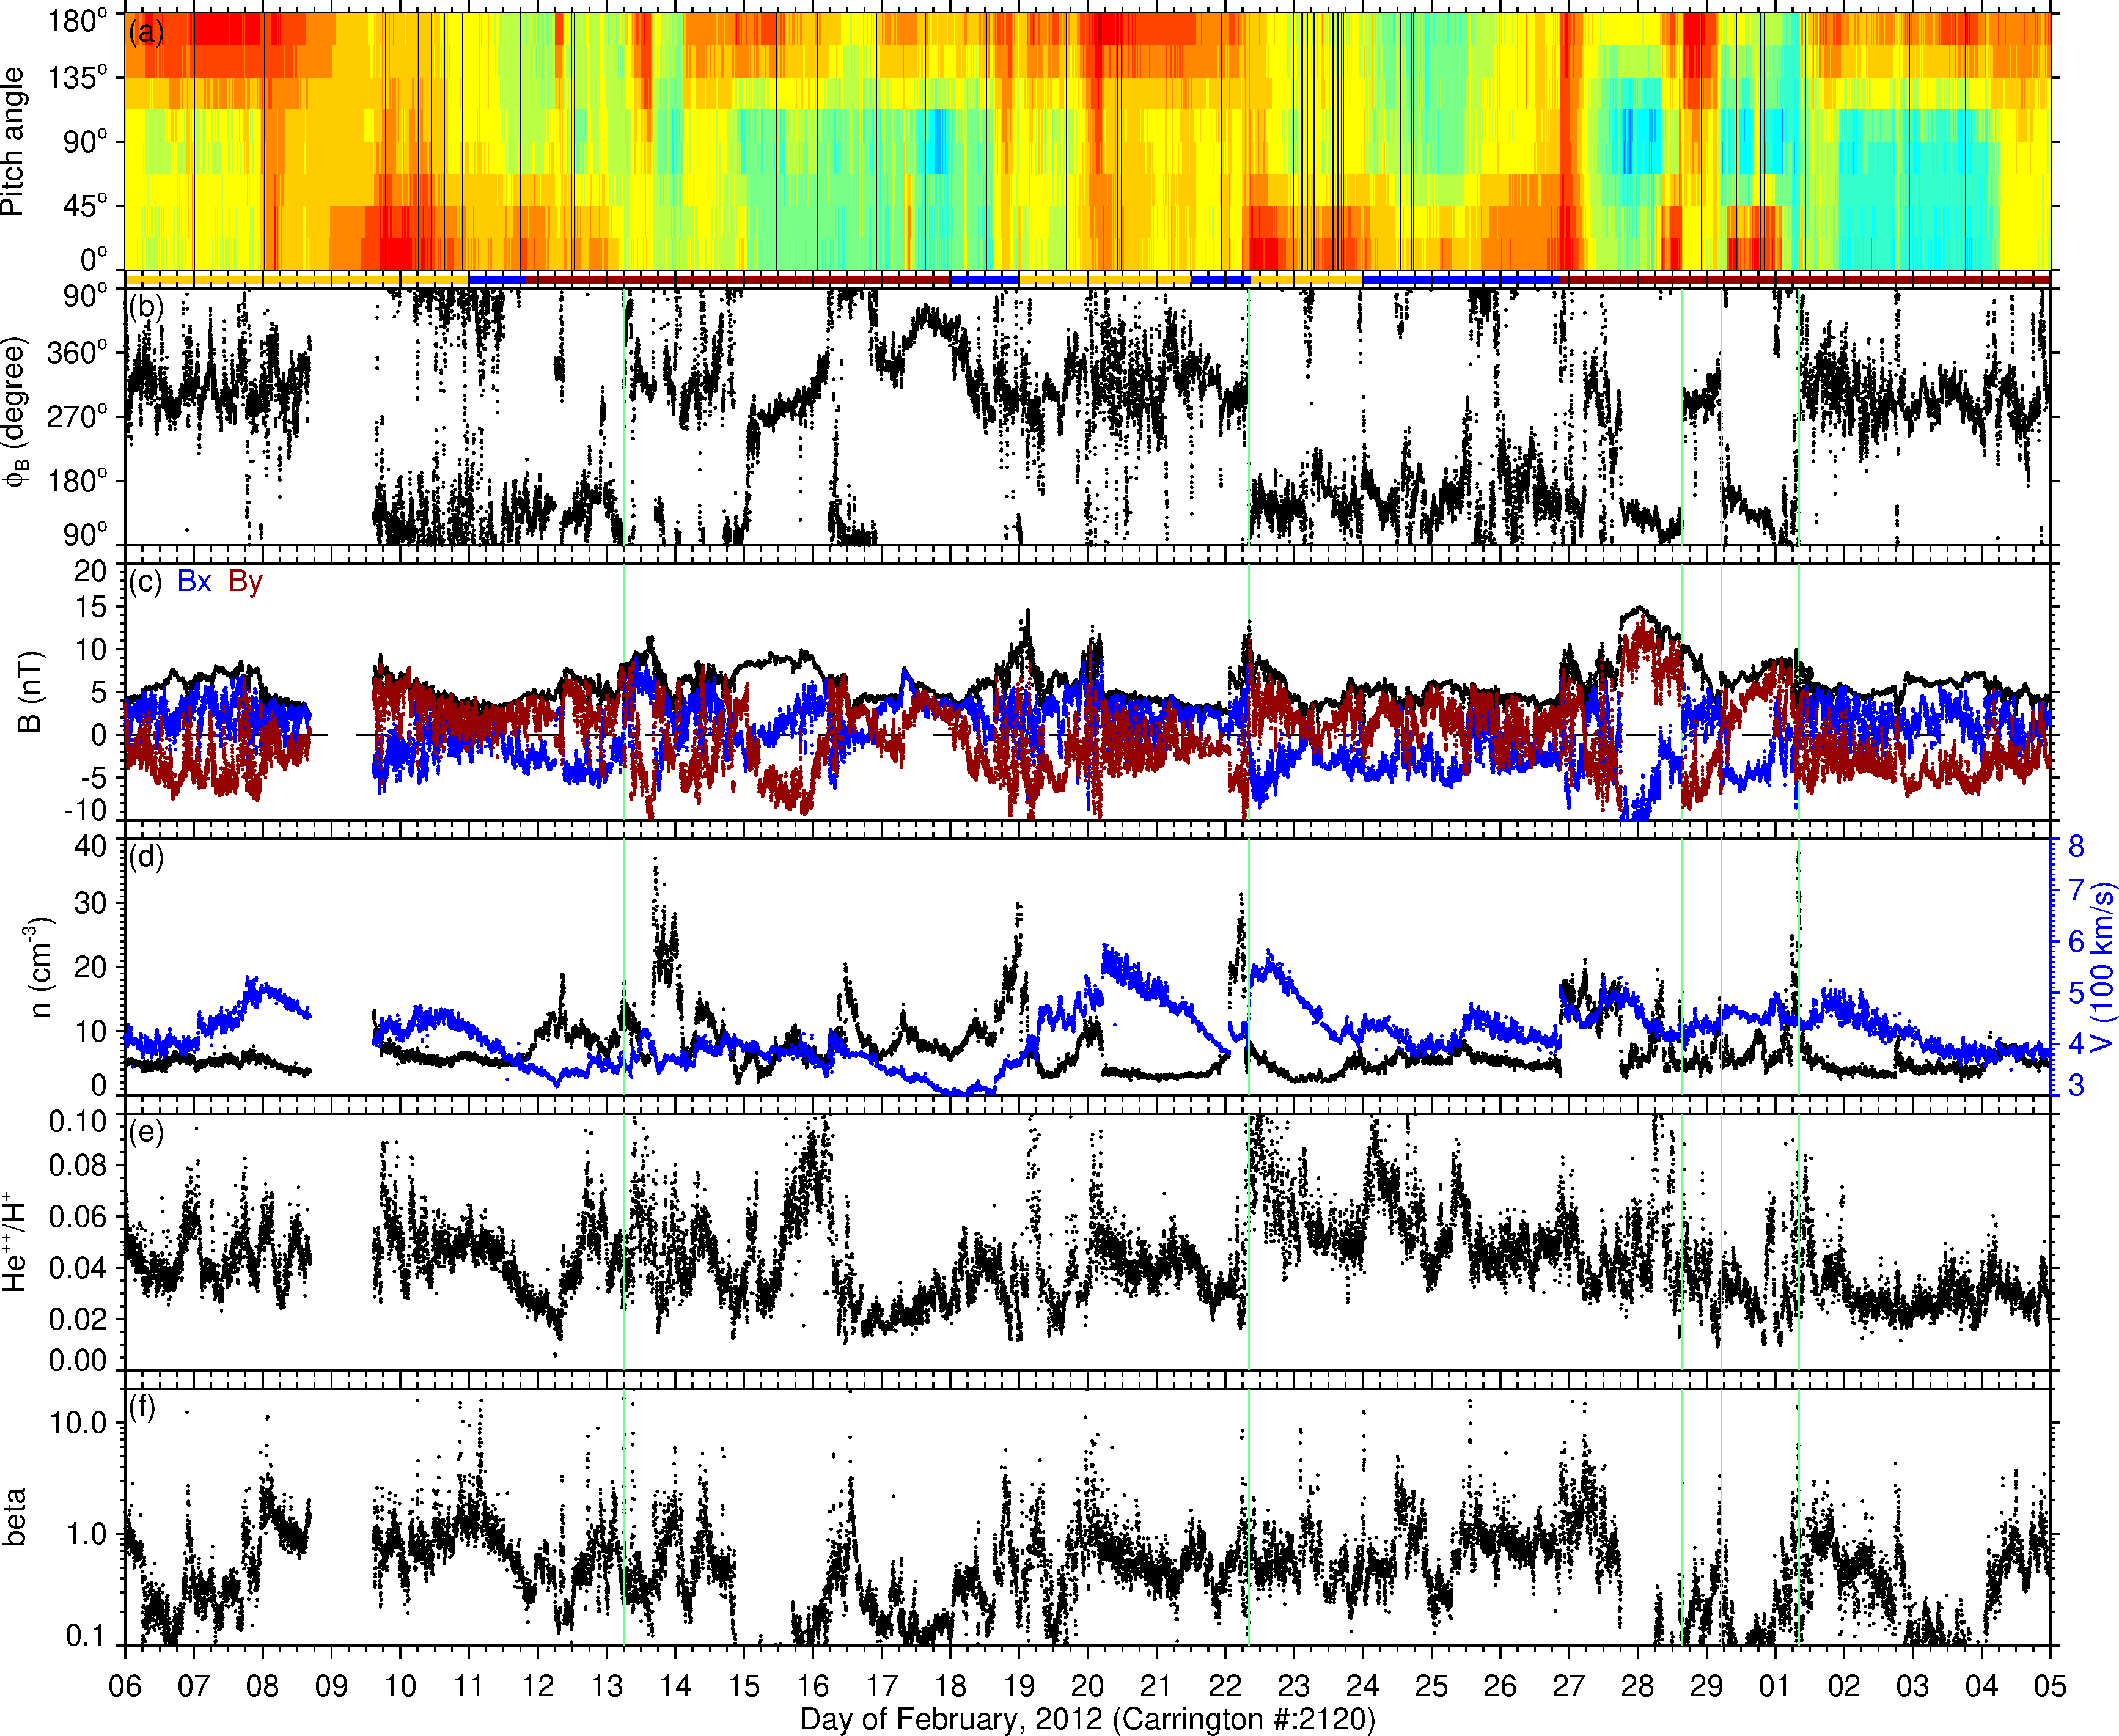 (a)
180°
135°
90°
45°
0°
Pitch angle
(b)
90°
360°
270°
180°
90°
ϕB (degree)
(c) Bx By
20
15
10
5
0
-5
-10
B (nT)
(d)
40
30
20
10
0
n (cm-3)
8
7
6
5
4
3
V (100 km/s)
(e)
0.10
0.08
0.06
0.04
0.02
0.00
He++/H+
(f)
10.0
1.0
0.1
beta
06 07 08 09 10 11 12 13 14 15 16 17 18 19 20 21 22 23 24 25 26 27 28 29 01 02 03 04 05
Day of February, 2012 (Carrington #:2120)